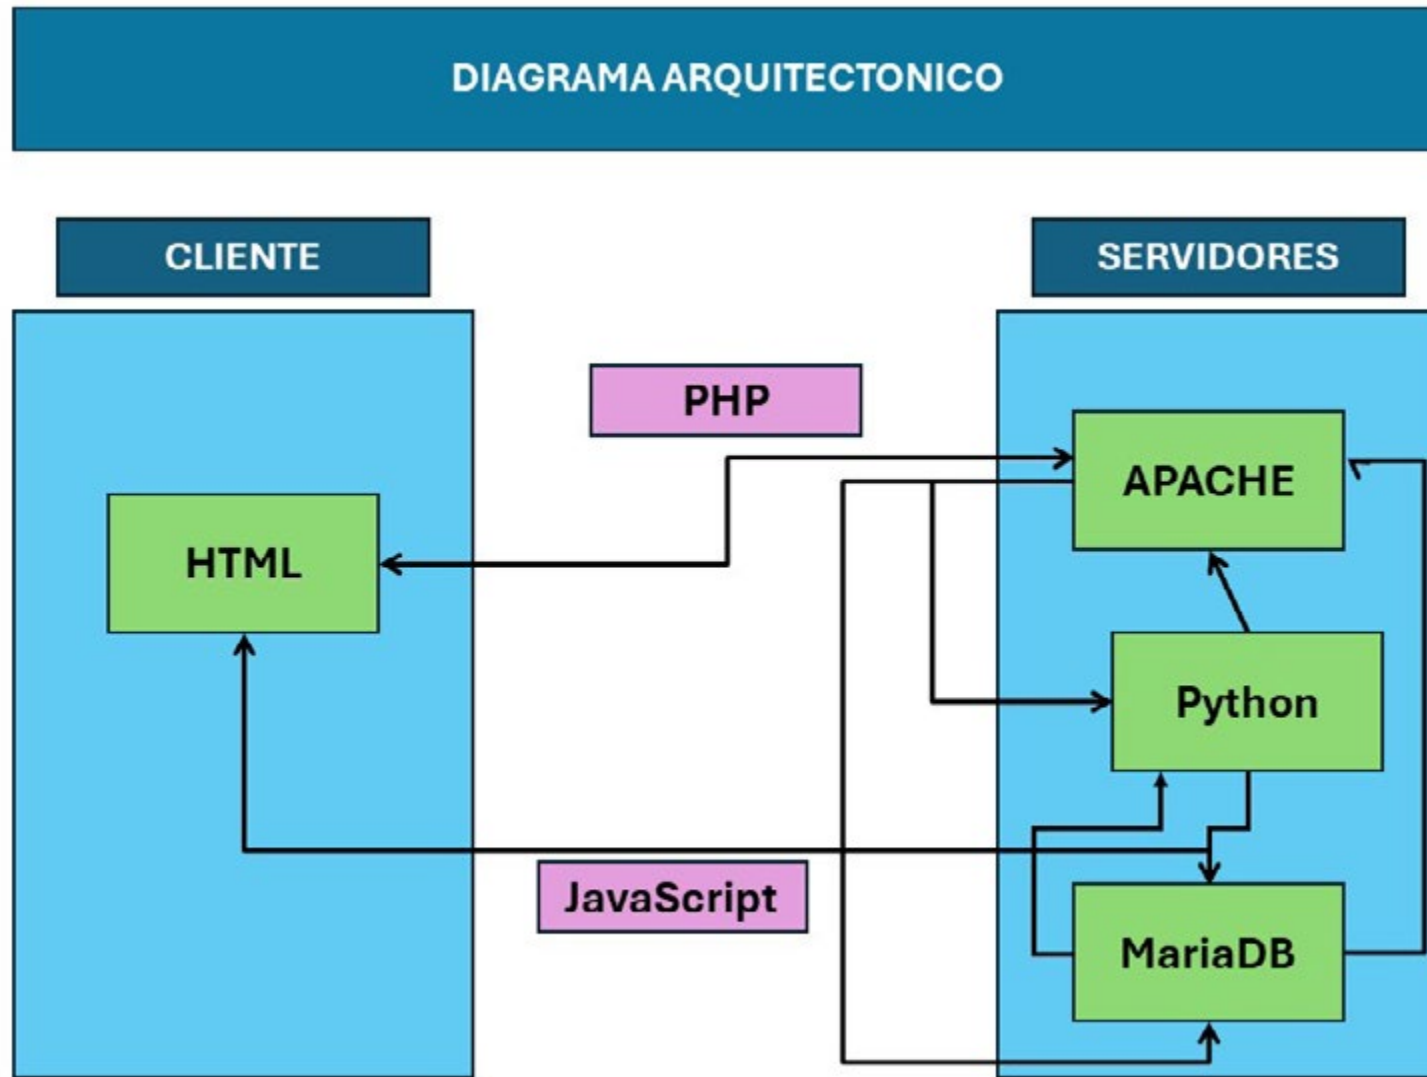 DIAGRAMA ARQUITECTONICO
CLIENTE
SERVIDORES
PHP
APACHE
HTML
Python
JavaScript
MariaDB